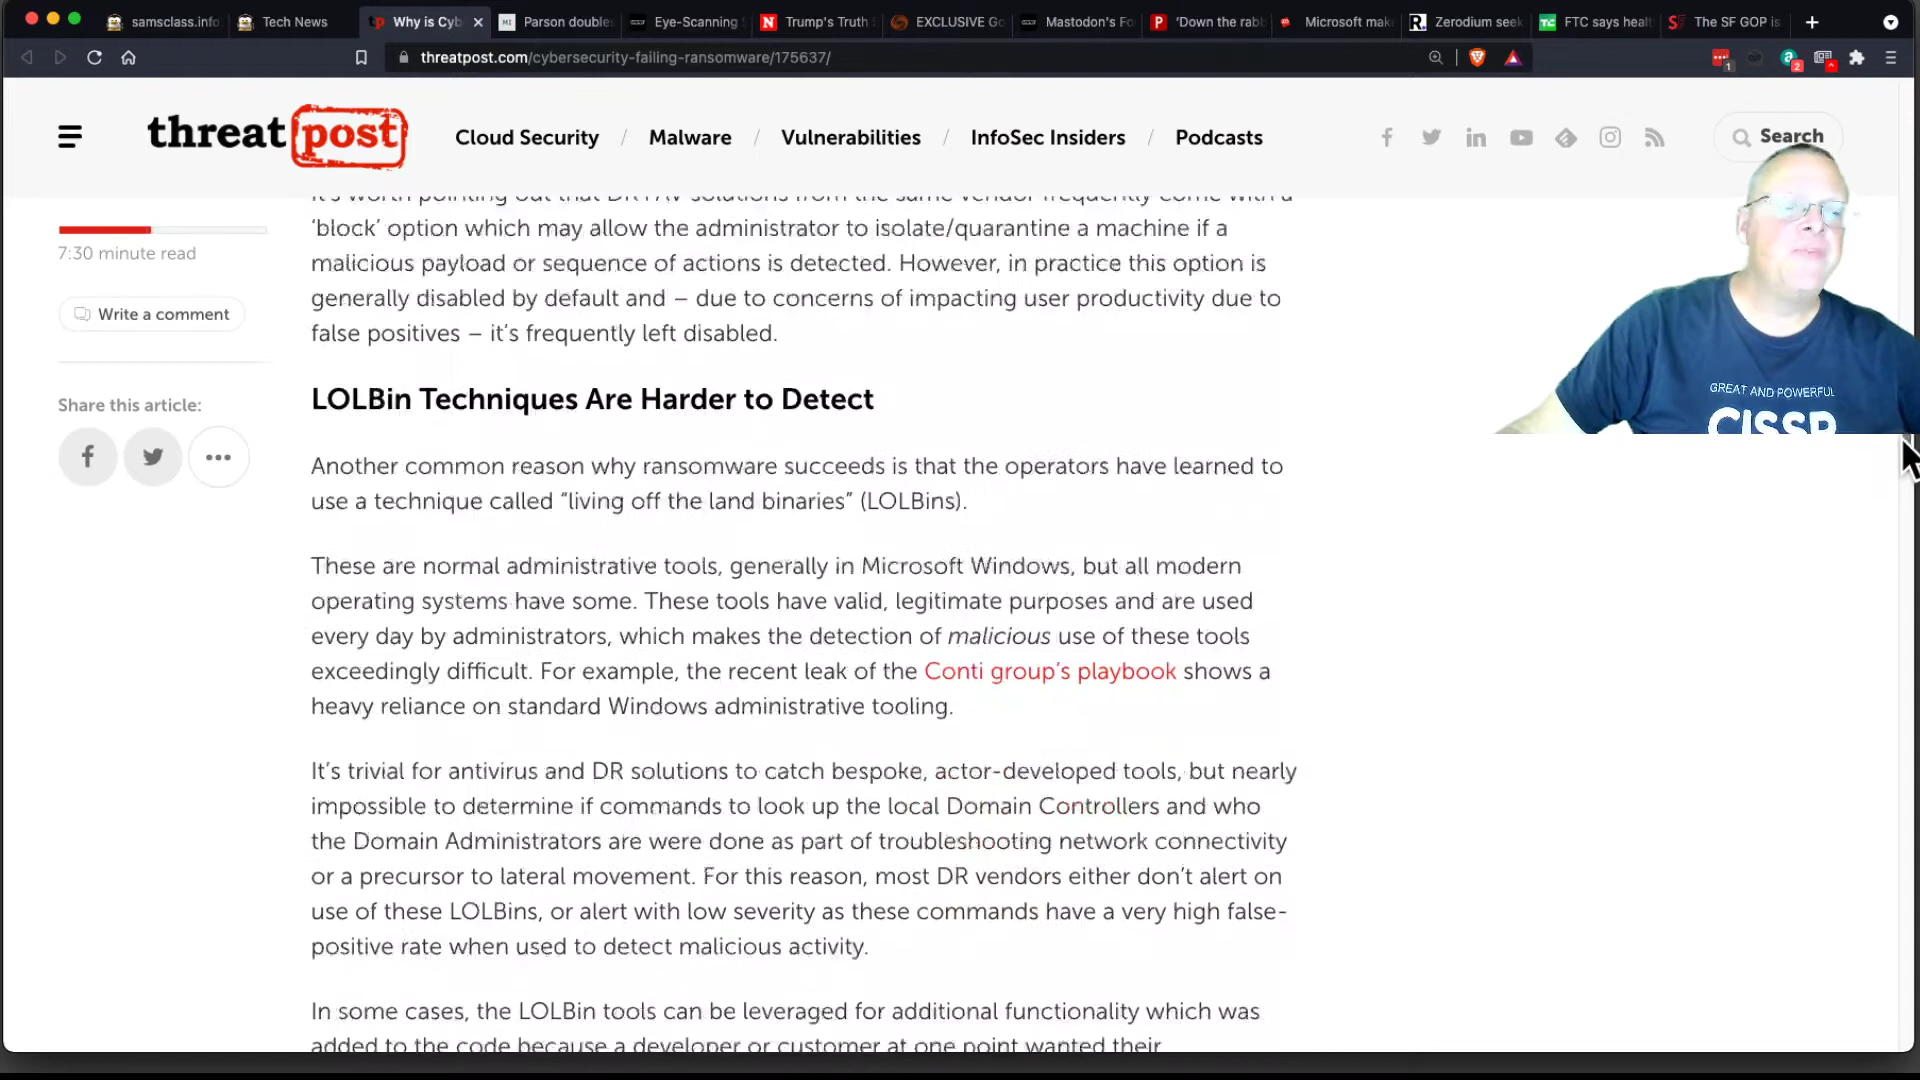 samsclass.info
Tech News
Why is Cyb
Parson double
Eye-Scanning
Trump's Truth
EXCLUSIVE Go
Mastodon's Fo
'Down the rab
Microsoft mak
Zerodium seek
FTC says healt
The SF GOP is
threatpost.com/cybersecurity-failing-ransomware/175637/
1
2
threat post
Cloud Security / Malware / Vulnerabilities / InfoSec Insiders / Podcasts
Search
It's worth pointing out that DR/AV solutions from the same vendor frequently come with a
'block' option which may allow the administrator to isolate/quarantine a machine if a
malicious payload or sequence of actions is detected. However, in practice this option is
generally disabled by default and – due to concerns of impacting user productivity due to
false positives – it's frequently left disabled.
7:30 minute read
Write a comment
Share this article:
LOLBin Techniques Are Harder to Detect
Another common reason why ransomware succeeds is that the operators have learned to
use a technique called “living off the land binaries” (LOLBins).
These are normal administrative tools, generally in Microsoft Windows, but all modern
operating systems have some. These tools have valid, legitimate purposes and are used
every day by administrators, which makes the detection of malicious use of these tools
exceedingly difficult. For example, the recent leak of the Conti group's playbook shows a
heavy reliance on standard Windows administrative tooling.
It's trivial for antivirus and DR solutions to catch bespoke, actor-developed tools, but nearly
impossible to determine if commands to look up the local Domain Controllers and who
the Domain Administrators are were done as part of troubleshooting network connectivity
or a precursor to lateral movement. For this reason, most DR vendors either don't alert on
use of these LOLBins, or alert with low severity as these commands have a very high false-
positive rate when used to detect malicious activity.
In some cases, the LOLBin tools can be leveraged for additional functionality which was
added to the code because a developer or customer at one point wanted their
GREAT AND POWERFUL
CISSP